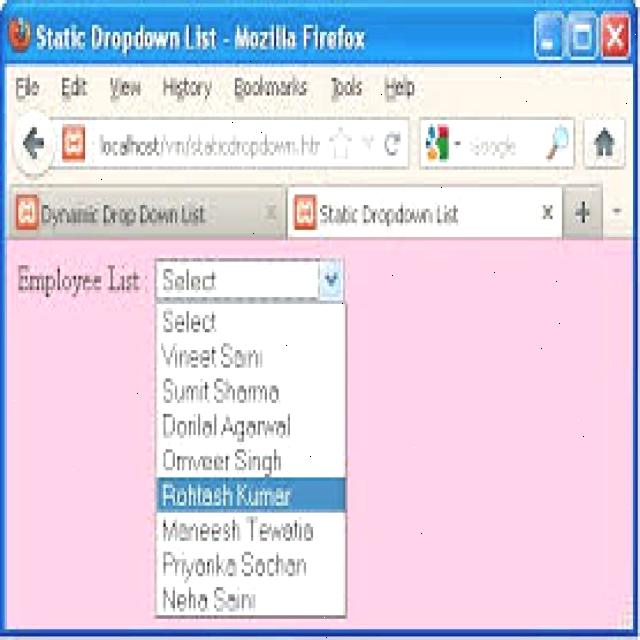 Static Dropdown List - Mozilla Firefox
File Edit View History Bookmarks Tools Help
localhost/vm/staticdropdown.htm Google
Dynamic Drop Down List x Static Dropdown List x +
Employee List : Select
Select
Vineet Saini
Sumit Sharma
Dorilal Agarwal
Omveer Singh
Rohtash Kumar
Maneesh Tewatia
Priyanka Sachan
Neha Saini